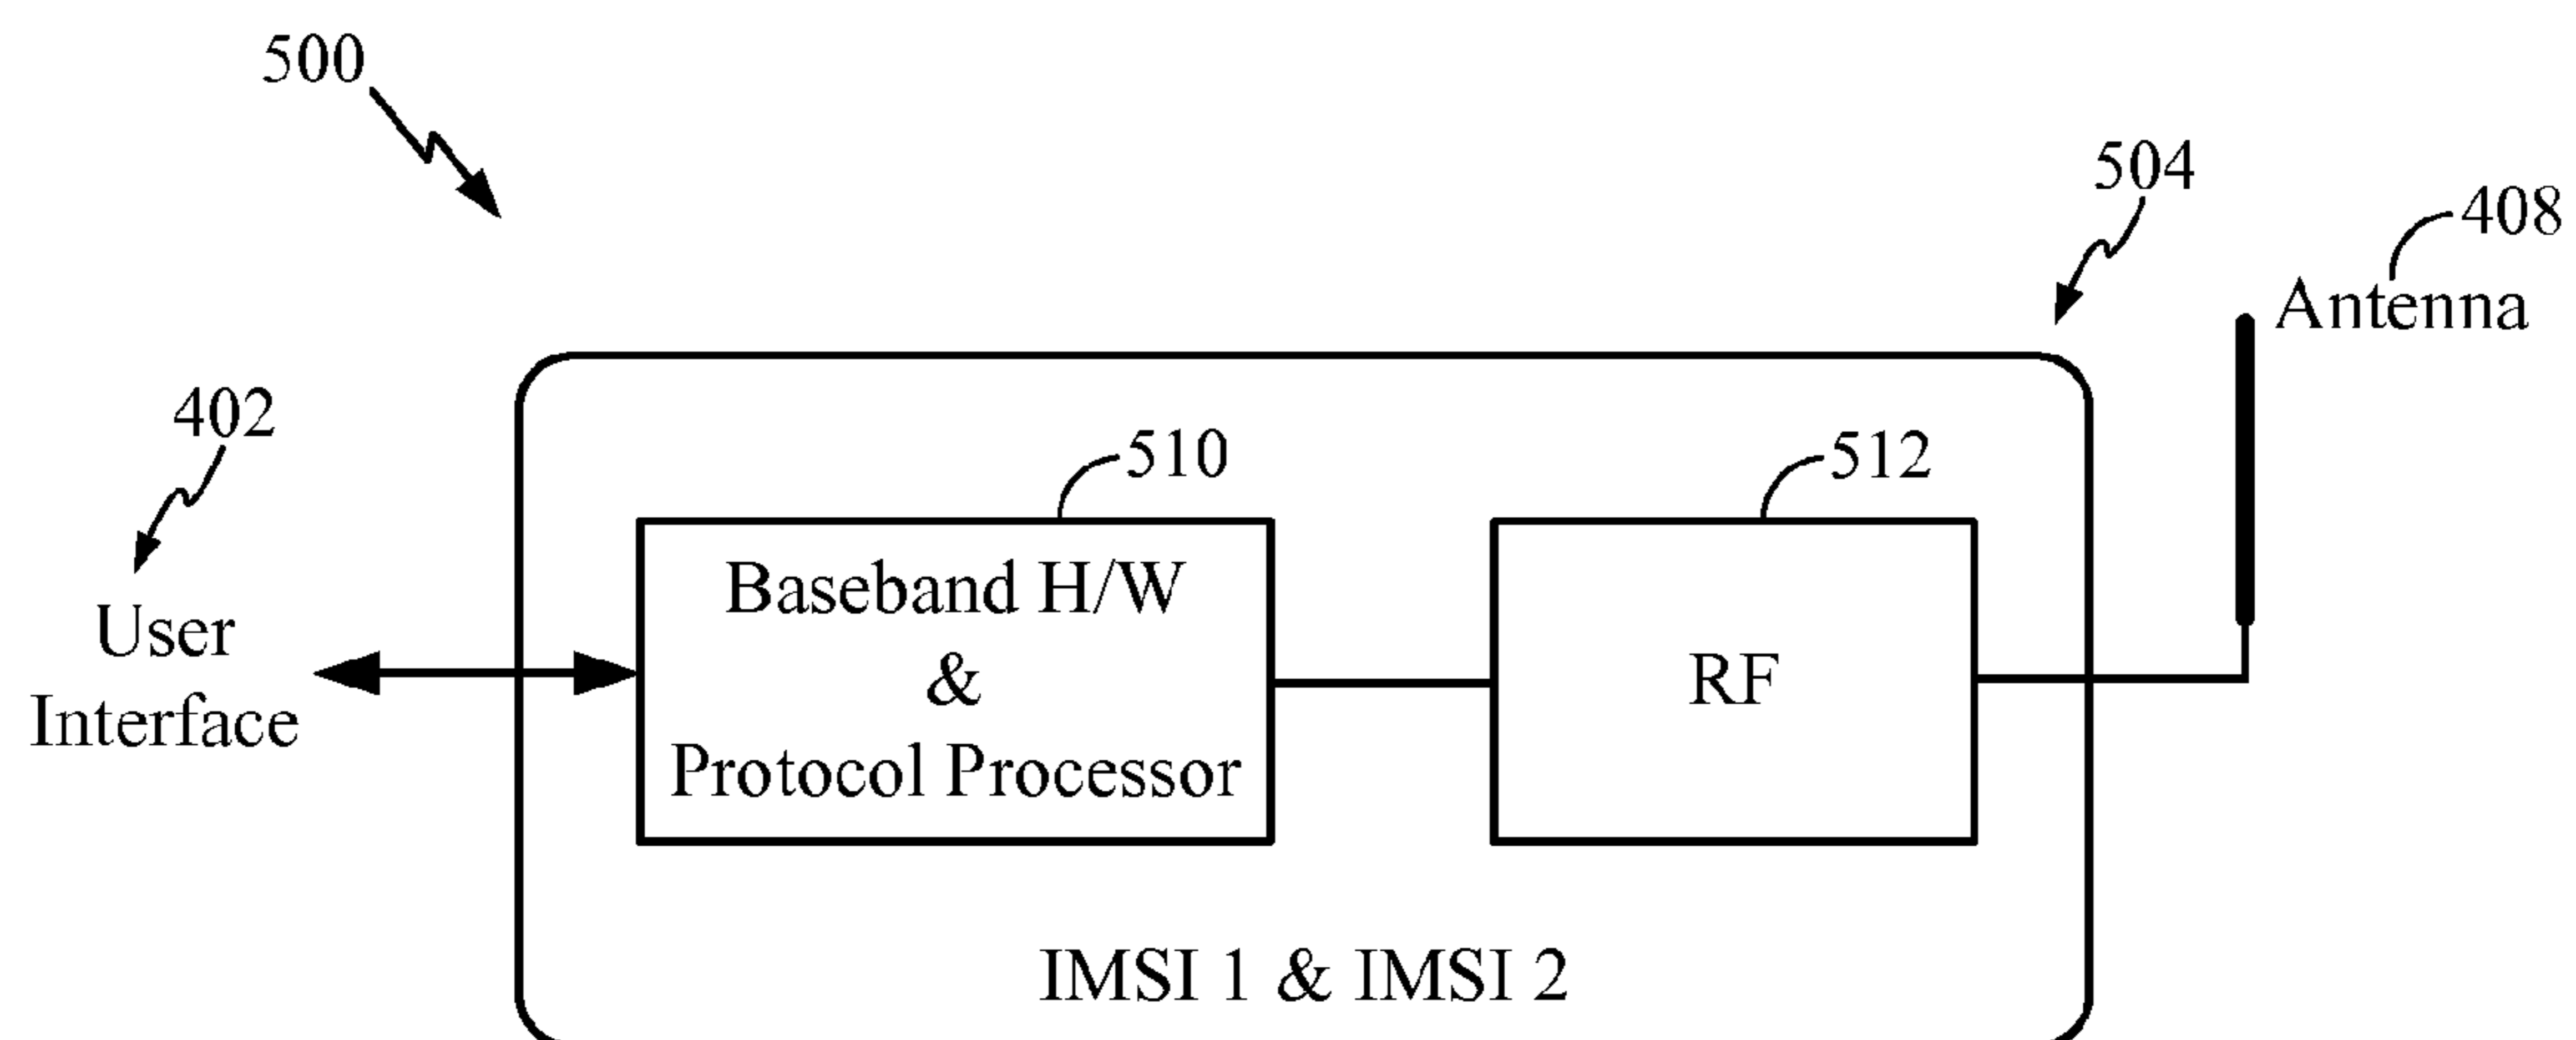 500
504
408
Antenna
402
510
512
User
Interface
Baseband H/W
&
Protocol Processor
RF
IMSI 1 & IMSI 2